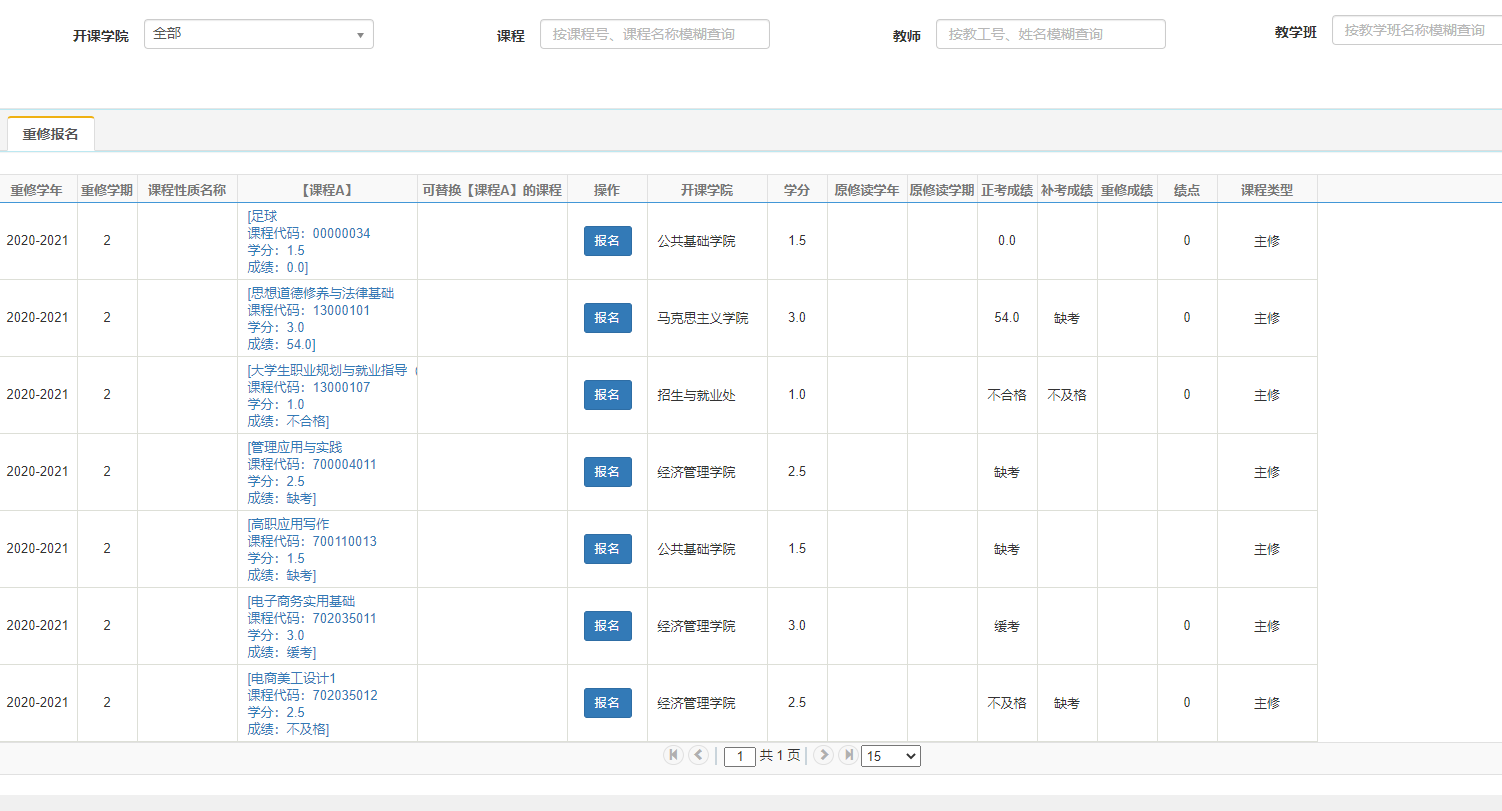 开课学院 全部 课程 按课程号、课程名称模糊查询 教师 按教工号、姓名模糊查询 教学班 按教学班名称模糊查询
重修报名
重修学年 重修学期 课程性质名称 【课程A】 可替换【课程A】的课程 操作 开课学院 学分 原修读学年 原修读学期 正考成绩 补考成绩 重修成绩 绩点 课程类型
[足球
课程代码：00000034
2020-2021 2 报名 公共基础学院 1.5 0.0 0 主修
学分：1.5
成绩：0.0]
[思想道德修养与法律基础
课程代码：13000101
2020-2021 2 报名 马克思主义学院 3.0 54.0 缺考 0 主修
学分：3.0
成绩：54.0]
[大学生职业规划与就业指导（
课程代码：13000107
2020-2021 2 报名 招生与就业处 1.0 不合格 不及格 0 主修
学分：1.0
成绩：不合格]
[管理应用与实践
课程代码：700004011
2020-2021 2 报名 经济管理学院 2.5 缺考 主修
学分：2.5
成绩：缺考]
[高职应用写作
课程代码：700110013
2020-2021 2 报名 公共基础学院 1.5 缺考 主修
学分：1.5
成绩：缺考]
[电子商务实用基础
课程代码：702035011
2020-2021 2 报名 经济管理学院 3.0 缓考 0 主修
学分：3.0
成绩：缓考]
[电商美工设计1
课程代码：702035012
2020-2021 2 报名 经济管理学院 2.5 不及格 缺考 0 主修
学分：2.5
成绩：不及格]
1 共 1 页 15